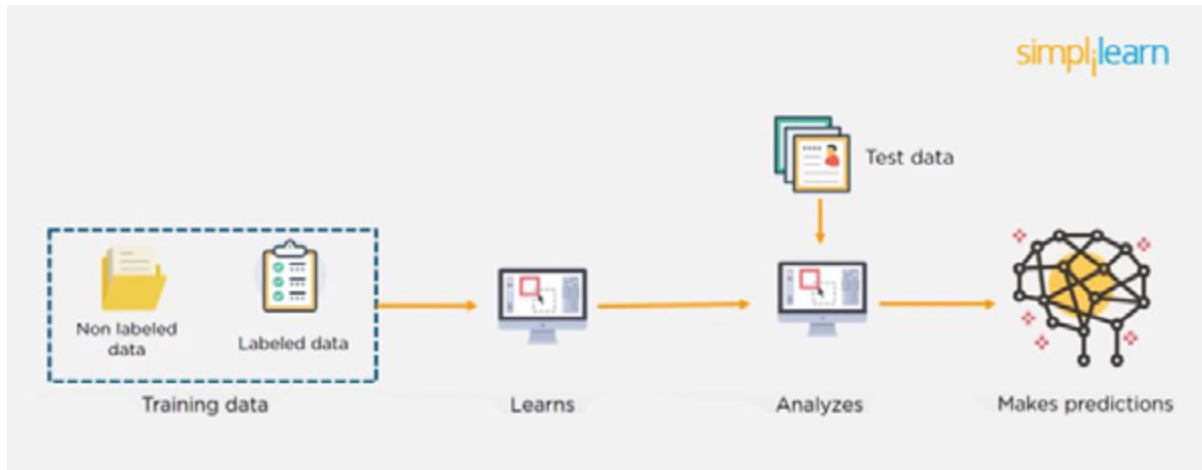 simplilearn
Test data
Non labeled
data
Labeled data
Training data
Learns
Analyzes
Makes predictions